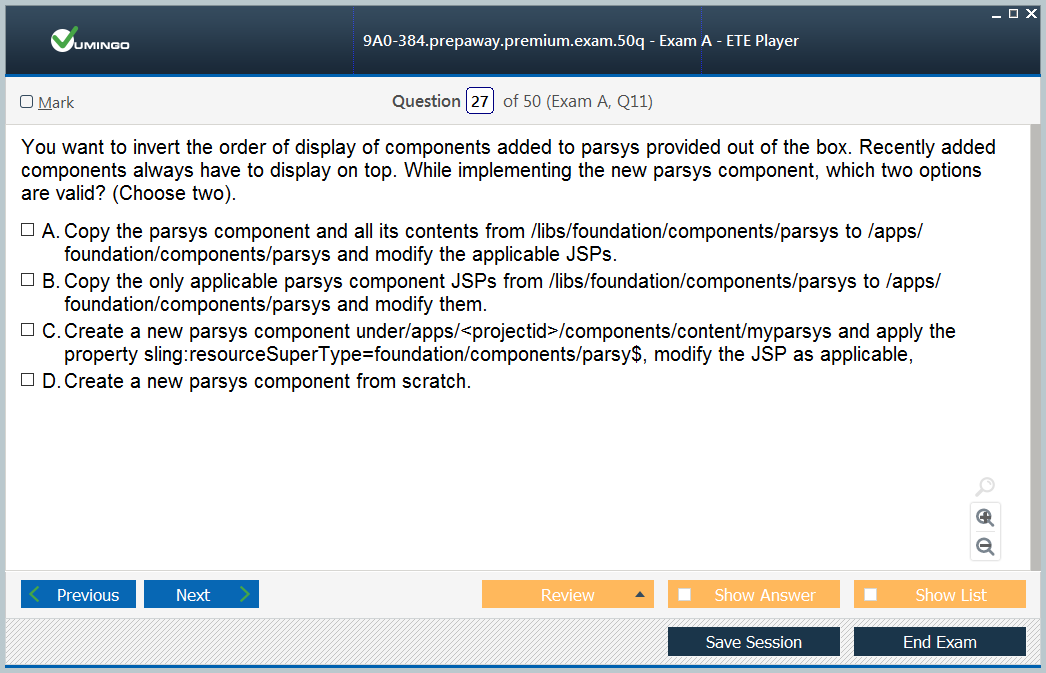 VUMINGO
9A0-384.prepaway.premium.exam.50q - Exam A - ETE Player
Mark
Question 27 of 50 (Exam A, Q11)
You want to invert the order of display of components added to parsys provided out of the box. Recently added
components always have to display on top. While implementing the new parsys component, which two options
are valid? (Choose two).
A. Copy the parsys component and all its contents from /libs/foundation/components/parsys to /apps/
foundation/components/parsys and modify the applicable JSPs.
B. Copy the only applicable parsys component JSPs from /libs/foundation/components/parsys to /apps/
foundation/components/parsys and modify them.
C. Create a new parsys component under/apps/<projectid>/components/content/myparsys and apply the
property sling:resourceSuperType=foundation/components/parsy$, modify the JSP as applicable,
D. Create a new parsys component from scratch.
Previous
Next
Review
Show Answer
Show List
Save Session
End Exam